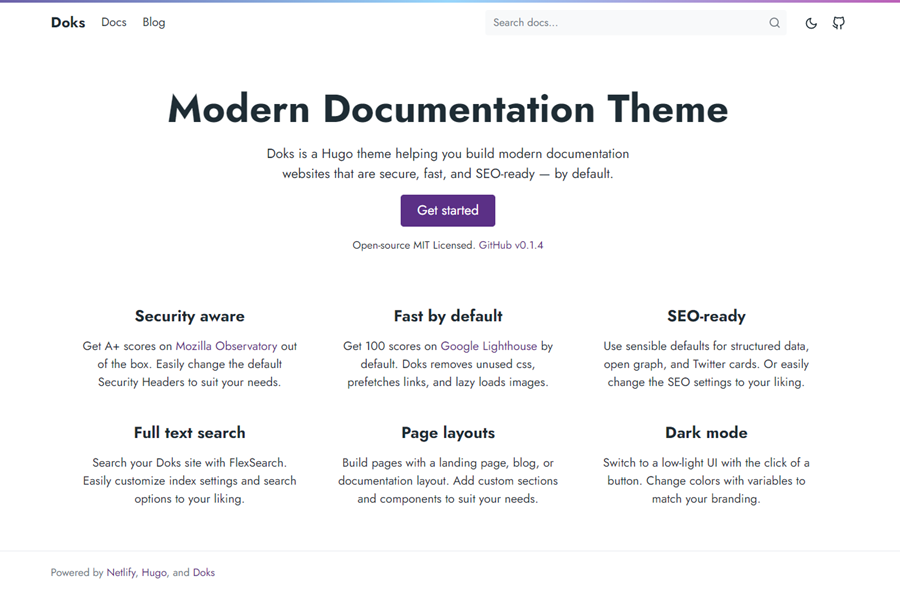 Doks Docs Blog Search docs...
Modern Documentation Theme
Doks is a Hugo theme helping you build modern documentation
websites that are secure, fast, and SEO-ready — by default.
Get started
Open-source MIT Licensed. GitHub v0.1.4
Security aware
Get A+ scores on Mozilla Observatory out
of the box. Easily change the default
Security Headers to suit your needs.
Fast by default
Get 100 scores on Google Lighthouse by
default. Doks removes unused css,
prefetches links, and lazy loads images.
SEO-ready
Use sensible defaults for structured data,
open graph, and Twitter cards. Or easily
change the SEO settings to your liking.
Full text search
Search your Doks site with FlexSearch.
Easily customize index settings and search
options to your liking.
Page layouts
Build pages with a landing page, blog, or
documentation layout. Add custom sections
and components to suit your needs.
Dark mode
Switch to a low-light UI with the click of a
button. Change colors with variables to
match your branding.
Powered by Netlify, Hugo, and Doks